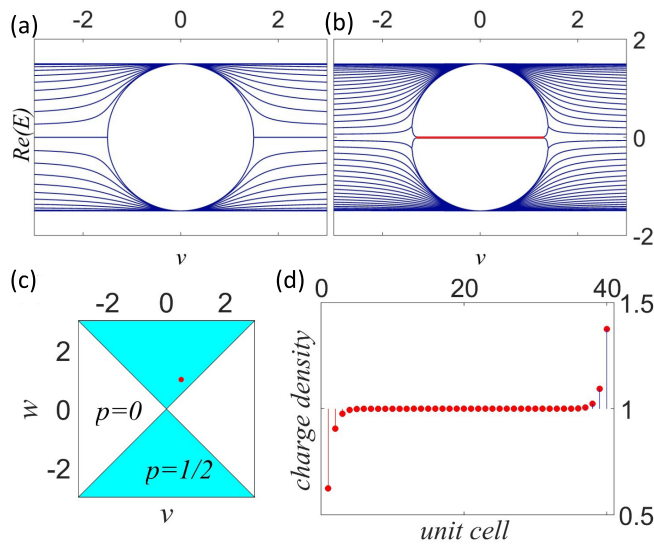 (a)
-2 0 2
Re(E)
v
(b)
-2 0 2
2
0
-2
v
(c)
-2 0 2
2
0
-2
w
p=0
p=1/2
v
(d)
0 20 40
1.5
1
0.5
charge density
unit cell